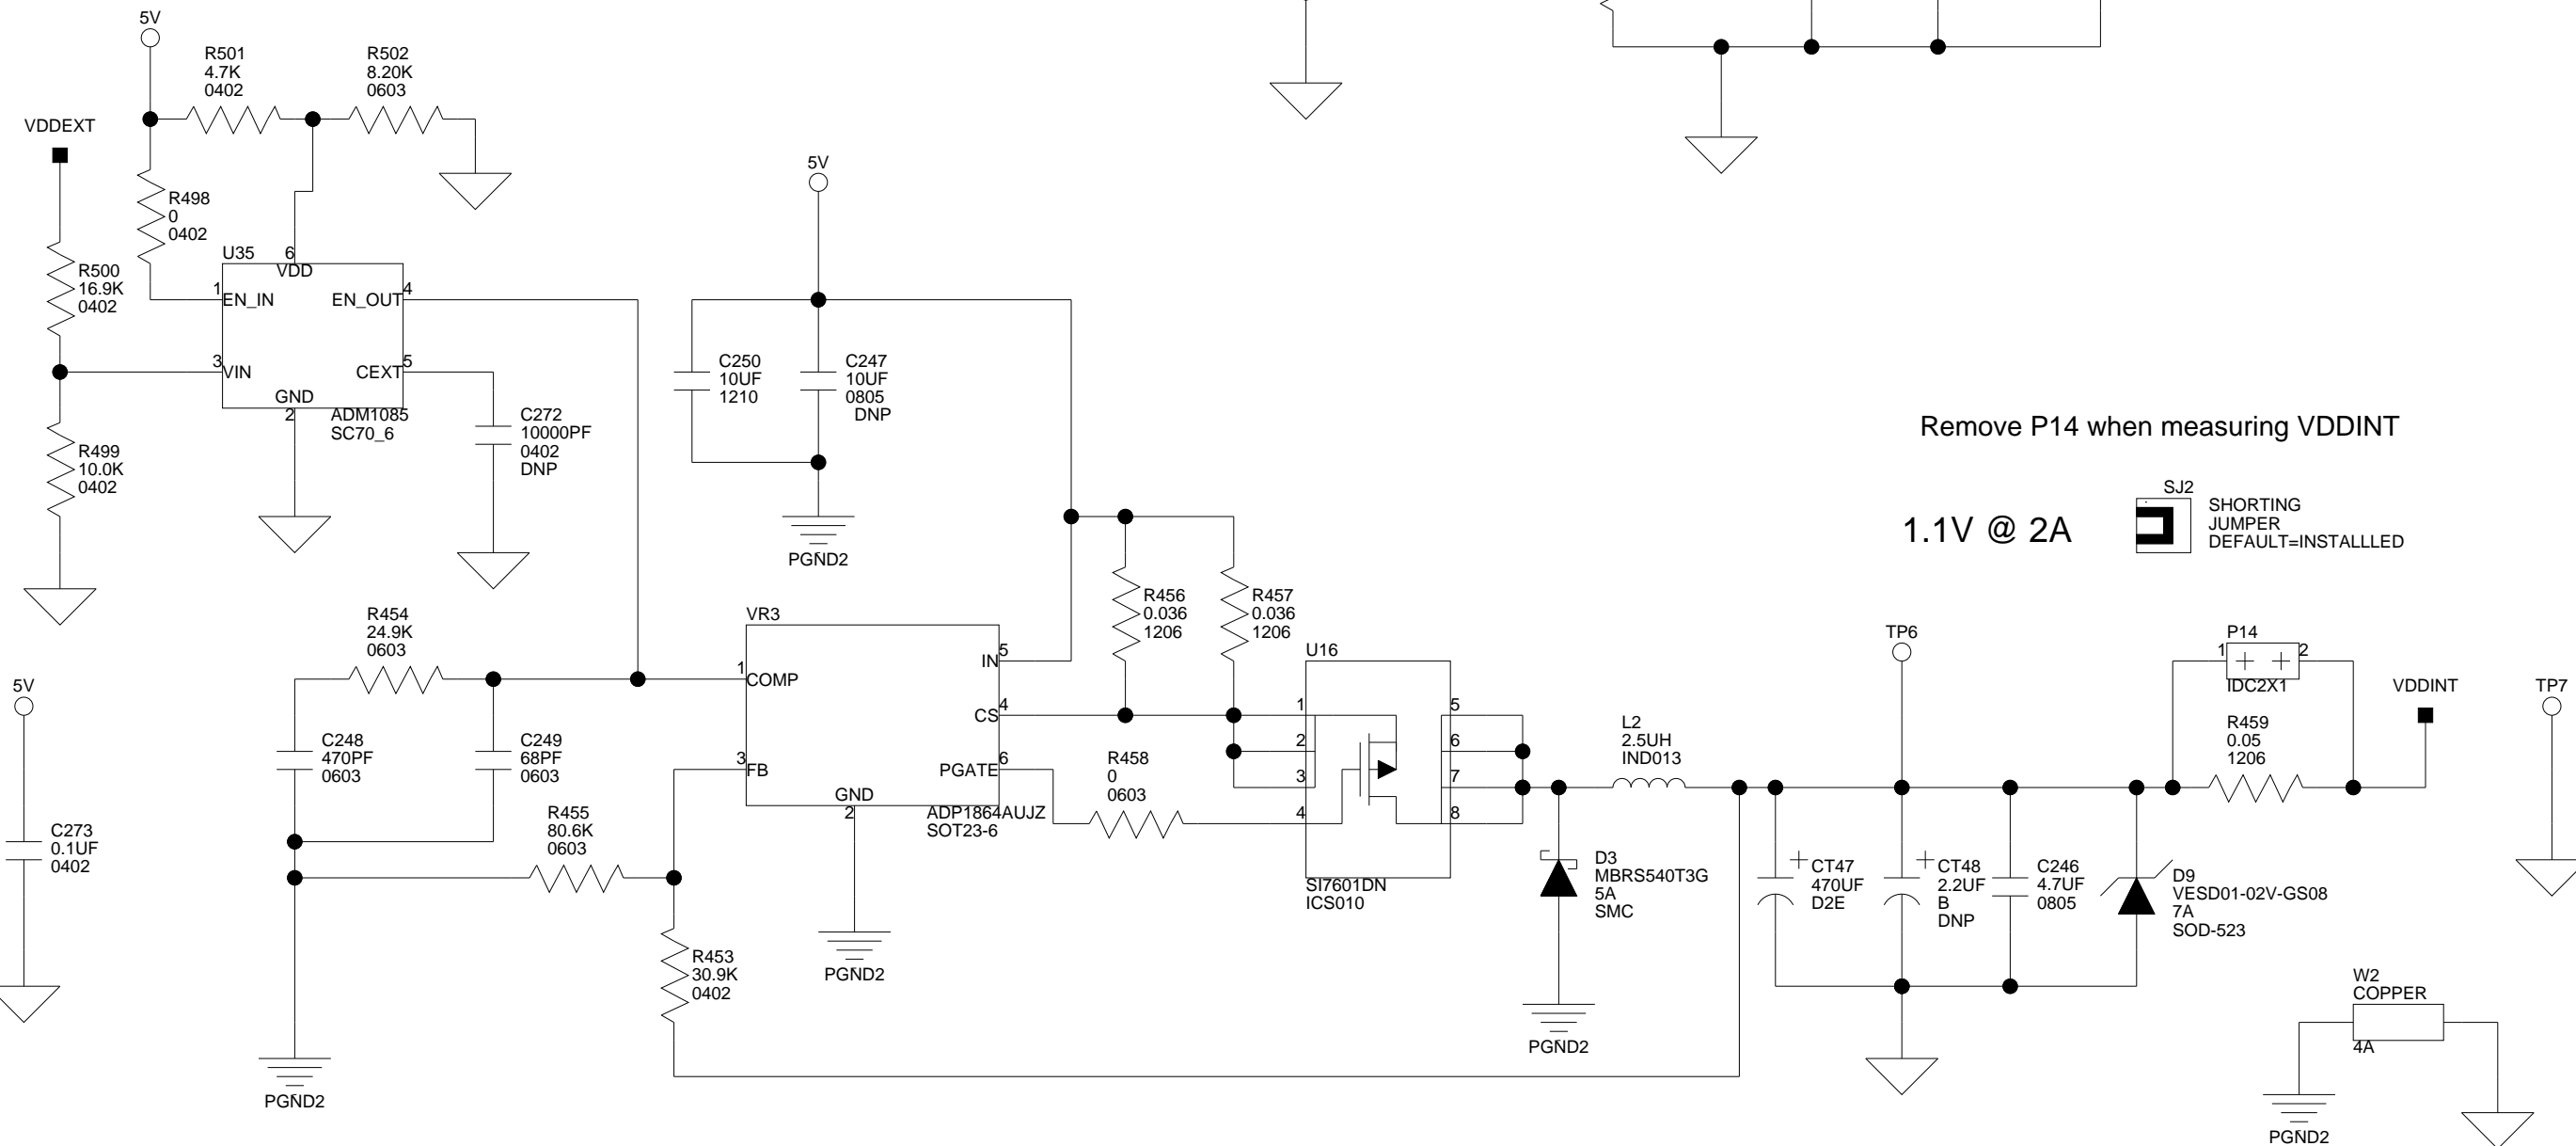 5V
R501
4.7K
0402
R502
8.20K
0603
VDDEXT
R498
0
0402
R500
16.9K
0402
R499
10.0K
0402
U35
6
VDD
1
EN_IN
EN_OUT
4
3
VIN
CEXT
5
GND
2
ADM1085
SC70_6
C272
10000PF
0402
DNP
5V
C250
10UF
1210
C247
10UF
0805
DNP
PGND2
Remove P14 when measuring VDDINT
1.1V @ 2A
SJ2
SHORTING
JUMPER
DEFAULT=INSTALLLED
R454
24.9K
0603
5V
C273
0.1UF
0402
C248
470PF
0603
C249
68PF
0603
R455
80.6K
0603
PGND2
R453
30.9K
0402
VR3
1
COMP
3
FB
IN
5
CS
4
PGATE
6
GND
2
ADP1864AUJZ
SOT23-6
PGND2
R456
0.036
1206
R457
0.036
1206
R458
0
0603
U16
1
2
3
4
5
6
7
8
SI7601DN
ICS010
D3
MBRS540T3G
5A
SMC
PGND2
L2
2.5UH
IND013
TP6
CT47
470UF
D2E
CT48
2.2UF
B
DNP
C246
4.7UF
0805
D9
VESD01-02V-GS08
7A
SOD-523
P14
1
2
IDC2X1
R459
0.05
1206
VDDINT
TP7
W2
COPPER
4A
PGND2